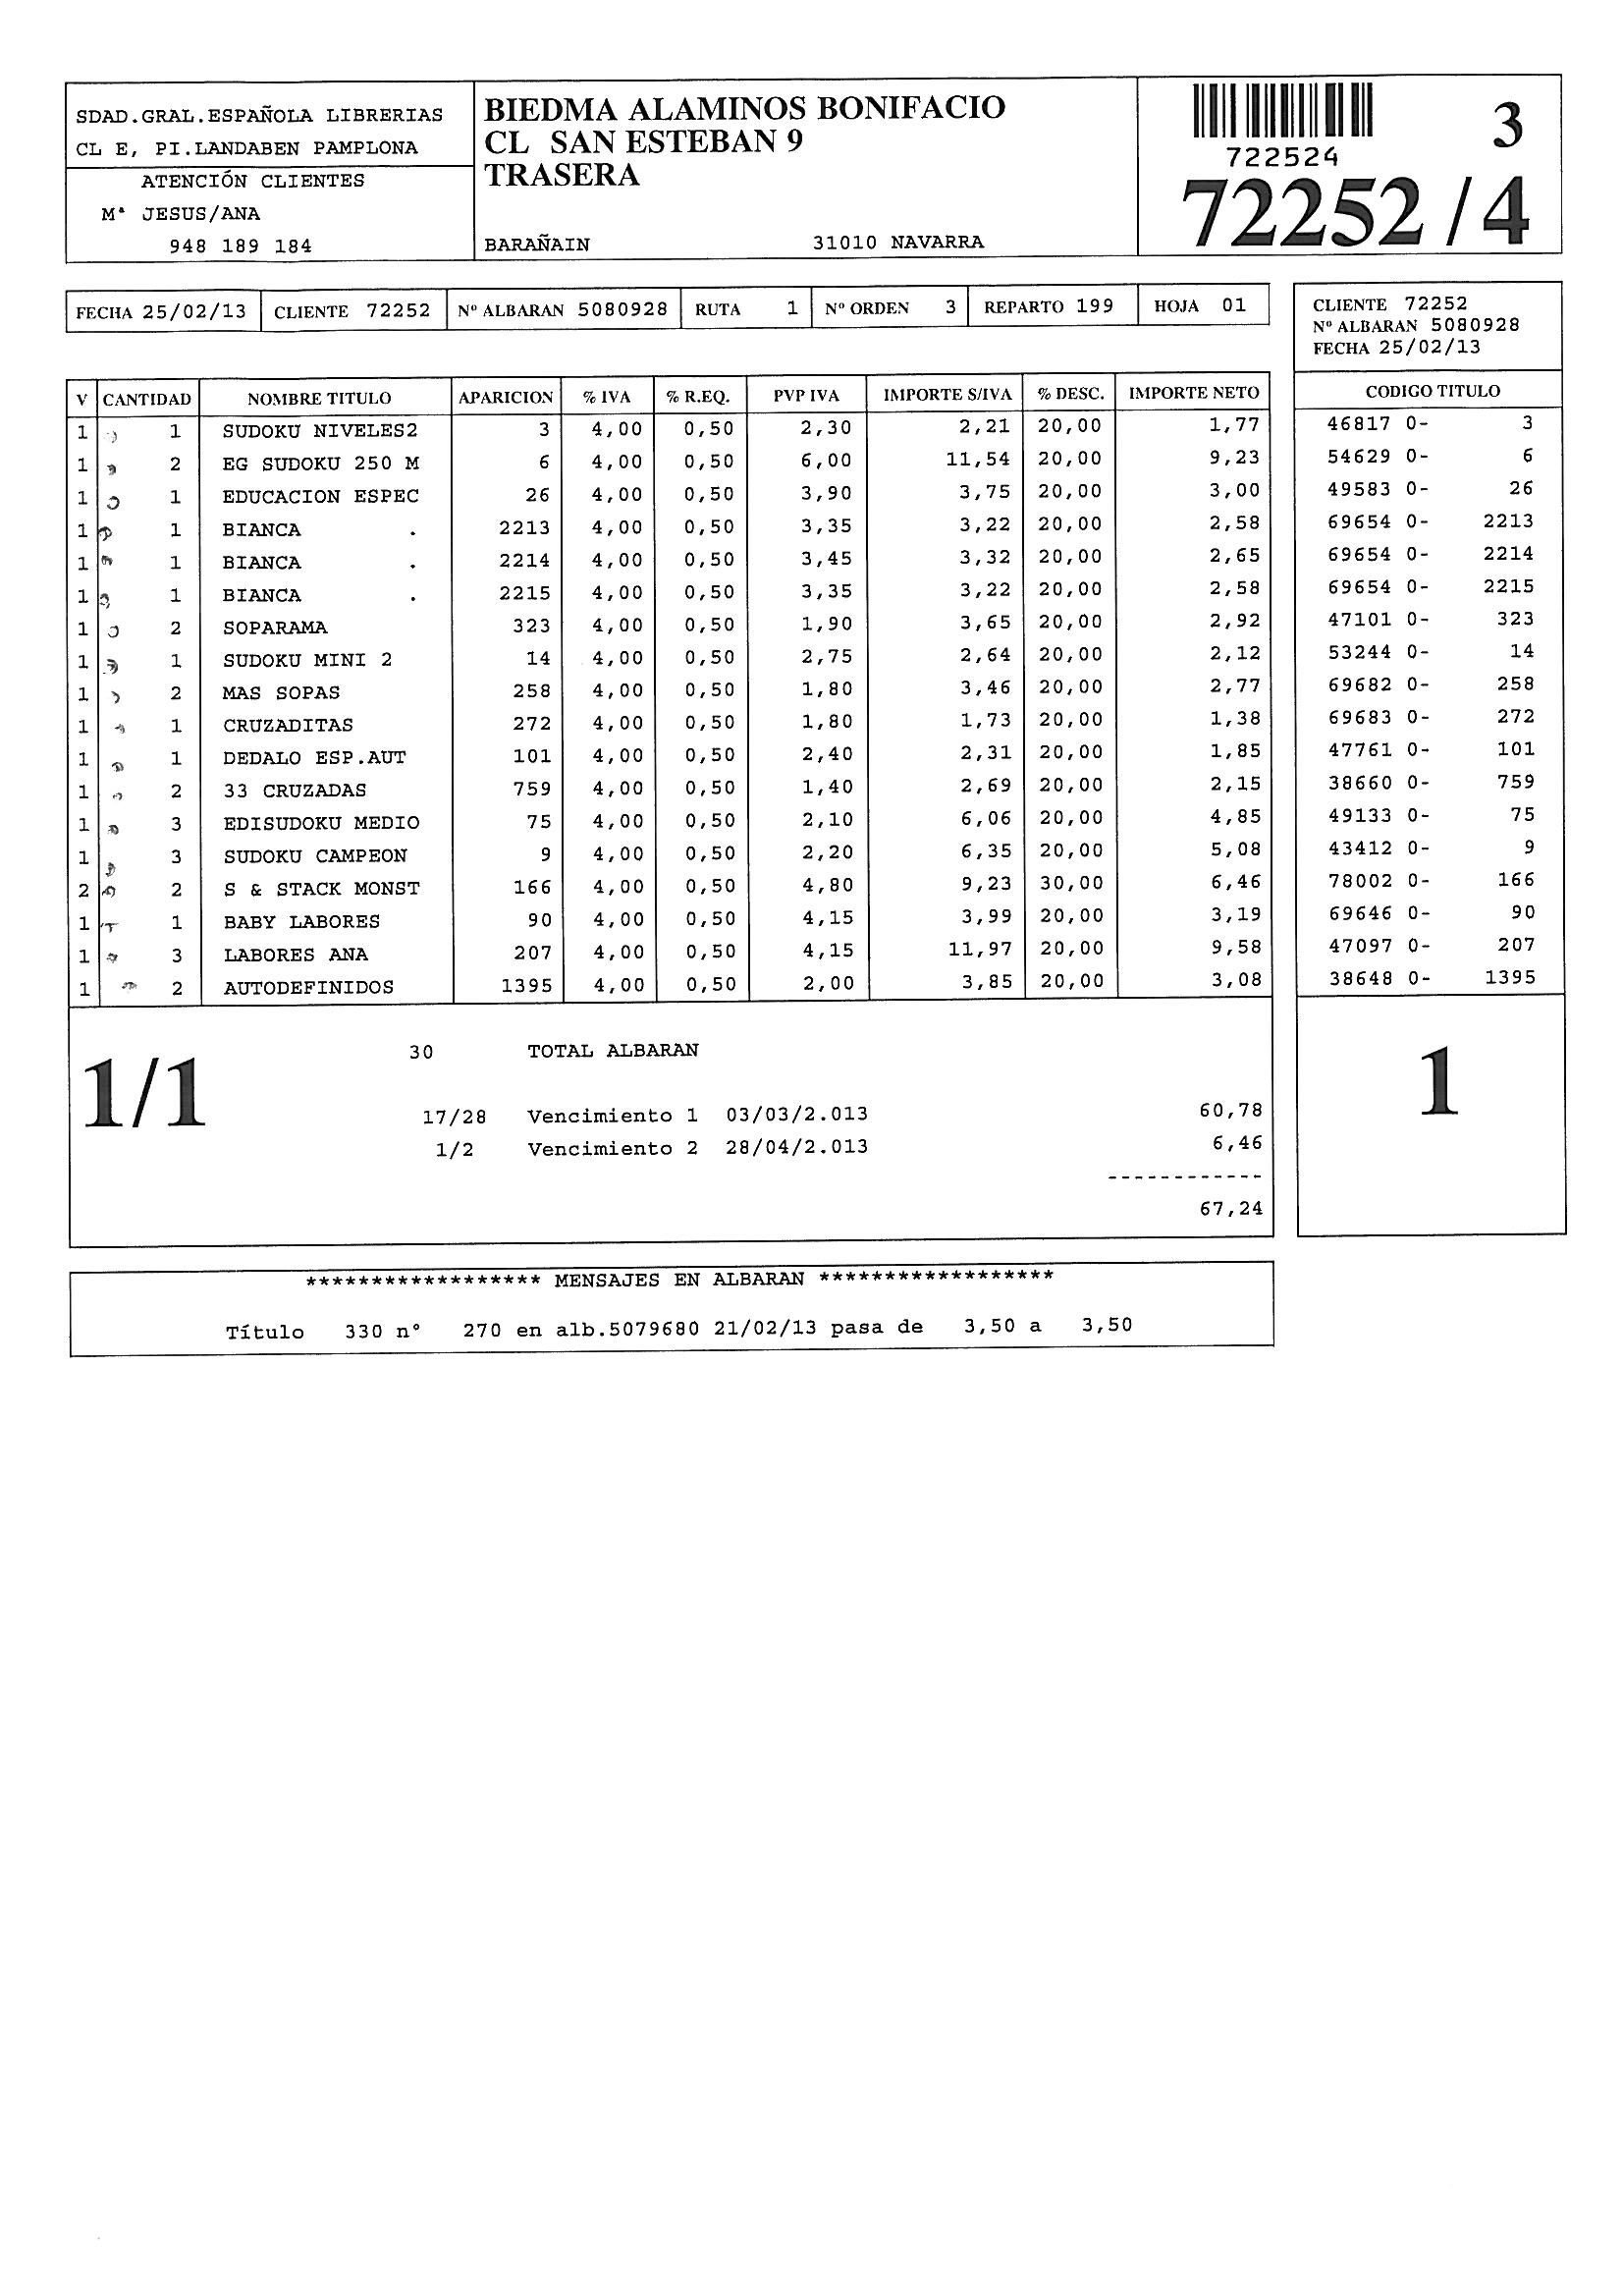 SDAD.GRAL.ESPAÑOLA LIBRERIAS
CL E, PI.LANDABEN PAMPLONA
ATENCIÓN CLIENTES
Mª JESUS/ANA
948 189 184
BIEDMA ALAMINOS BONIFACIO
CL SAN ESTEBAN 9
TRASERA
BARAÑAIN 31010 NAVARRA
3
722524
72252 / 4
FECHA 25/02/13 CLIENTE 72252 Nº ALBARAN 5080928 RUTA 1 Nº ORDEN 3 REPARTO 199 HOJA 01
CLIENTE 72252
Nº ALBARAN 5080928
FECHA 25/02/13
V CANTIDAD NOMBRE TITULO APARICION % IVA % R.EQ. PVP IVA IMPORTE S/IVA % DESC. IMPORTE NETO CODIGO TITULO
1 1 SUDOKU NIVELES2 3 4,00 0,50 2,30 2,21 20,00 1,77 46817 0- 3
1 2 EG SUDOKU 250 M 6 4,00 0,50 6,00 11,54 20,00 9,23 54629 0- 6
1 1 EDUCACION ESPEC 26 4,00 0,50 3,90 3,75 20,00 3,00 49583 0- 26
1 1 BIANCA . 2213 4,00 0,50 3,35 3,22 20,00 2,58 69654 0- 2213
1 1 BIANCA . 2214 4,00 0,50 3,45 3,32 20,00 2,65 69654 0- 2214
1 1 BIANCA . 2215 4,00 0,50 3,35 3,22 20,00 2,58 69654 0- 2215
1 2 SOPARAMA 323 4,00 0,50 1,90 3,65 20,00 2,92 47101 0- 323
1 1 SUDOKU MINI 2 14 4,00 0,50 2,75 2,64 20,00 2,12 53244 0- 14
1 2 MAS SOPAS 258 4,00 0,50 1,80 3,46 20,00 2,77 69682 0- 258
1 1 CRUZADITAS 272 4,00 0,50 1,80 1,73 20,00 1,38 69683 0- 272
1 1 DEDALO ESP.AUT 101 4,00 0,50 2,40 2,31 20,00 1,85 47761 0- 101
1 2 33 CRUZADAS 759 4,00 0,50 1,40 2,69 20,00 2,15 38660 0- 759
1 3 EDISUDOKU MEDIO 75 4,00 0,50 2,10 6,06 20,00 4,85 49133 0- 75
1 3 SUDOKU CAMPEON 9 4,00 0,50 2,20 6,35 20,00 5,08 43412 0- 9
2 2 S & STACK MONST 166 4,00 0,50 4,80 9,23 30,00 6,46 78002 0- 166
1 1 BABY LABORES 90 4,00 0,50 4,15 3,99 20,00 3,19 69646 0- 90
1 3 LABORES ANA 207 4,00 0,50 4,15 11,97 20,00 9,58 47097 0- 207
1 2 AUTODEFINIDOS 1395 4,00 0,50 2,00 3,85 20,00 3,08 38648 0- 1395
1/1
30 TOTAL ALBARAN
17/28 Vencimiento 1 03/03/2.013 60,78
1/2 Vencimiento 2 28/04/2.013 6,46
------------
67,24
1
****************** MENSAJES EN ALBARAN ******************
Título 330 nº 270 en alb.5079680 21/02/13 pasa de 3,50 a 3,50